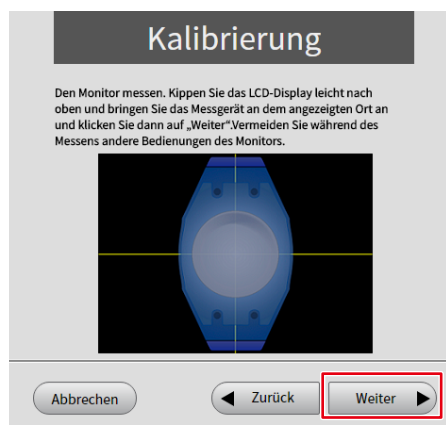 Kalibrierung
Den Monitor messen. Kippen Sie das LCD-Display leicht nach
oben und bringen Sie das Messgerät an dem angezeigten Ort an
und klicken Sie dann auf „Weiter“.Vermeiden Sie während des
Messens andere Bedienungen des Monitors.
Abbrechen
Zurück
Weiter